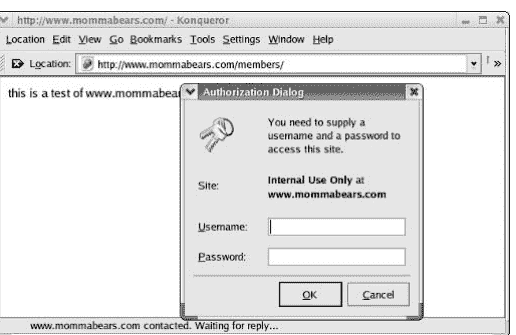 http://www.mommabears.com/ - Konqueror
Location Edit View Go Bookmarks Tools Settings Window Help
Location: http://www.mommabears.com/members/
this is a test of www.mommabear
Authorization Dialog
You need to supply a
username and a password to
access this site.
Site: Internal Use Only at
www.mommabears.com
Username:
Password:
OK Cancel
www.mommabears.com contacted. Waiting for reply...